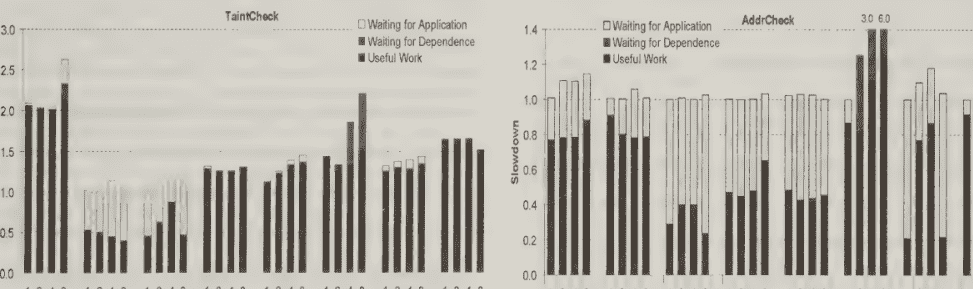 TaintCheck
Waiting for Application
Waiting for Dependence
Useful Work
3.0
2.5
2.0
1.5
1.0
0.5
0.0
AddrCheck
3.0 6.0
Waiting for Application
Waiting for Dependence
Useful Work
Slowdown
1.4
1.2
1.0
0.8
0.6
0.4
0.2
0.0